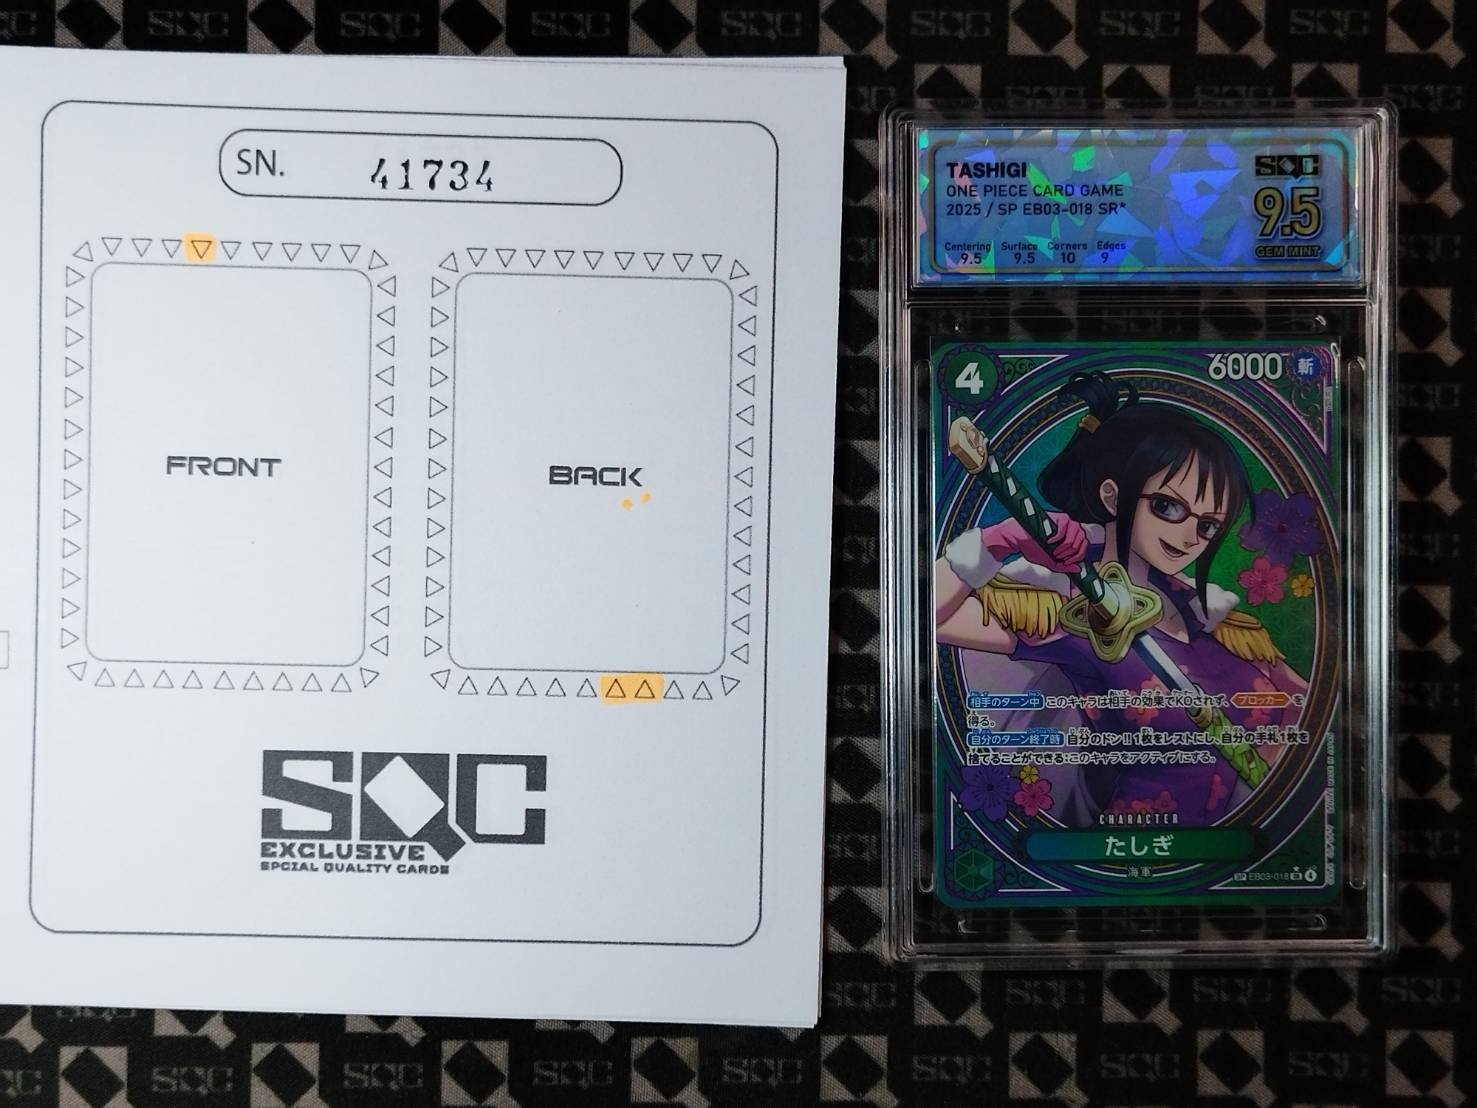 SN. 41734
FRONT
BACK
SQC
EXCLUSIVE
SPCIAL QUALITY CARDS
TASHIGI
ONE PIECE CARD GAME
2025 / SP EB03-018 SR*
Centering Surface Corners Edges
9.5 9.5 10 9
SQC
9.5
GEM MINT
4
6000 斬
相手のターン中 このキャラは相手の効果でKOされず、ブロッカー を
得る。
自分のターン終了時 自分のドン!!1枚をレストにし、自分の手札1枚を
捨てることができる:このキャラをアクティブにする。
CHARACTER
たしぎ
海軍
SP EB03-018 SR 4